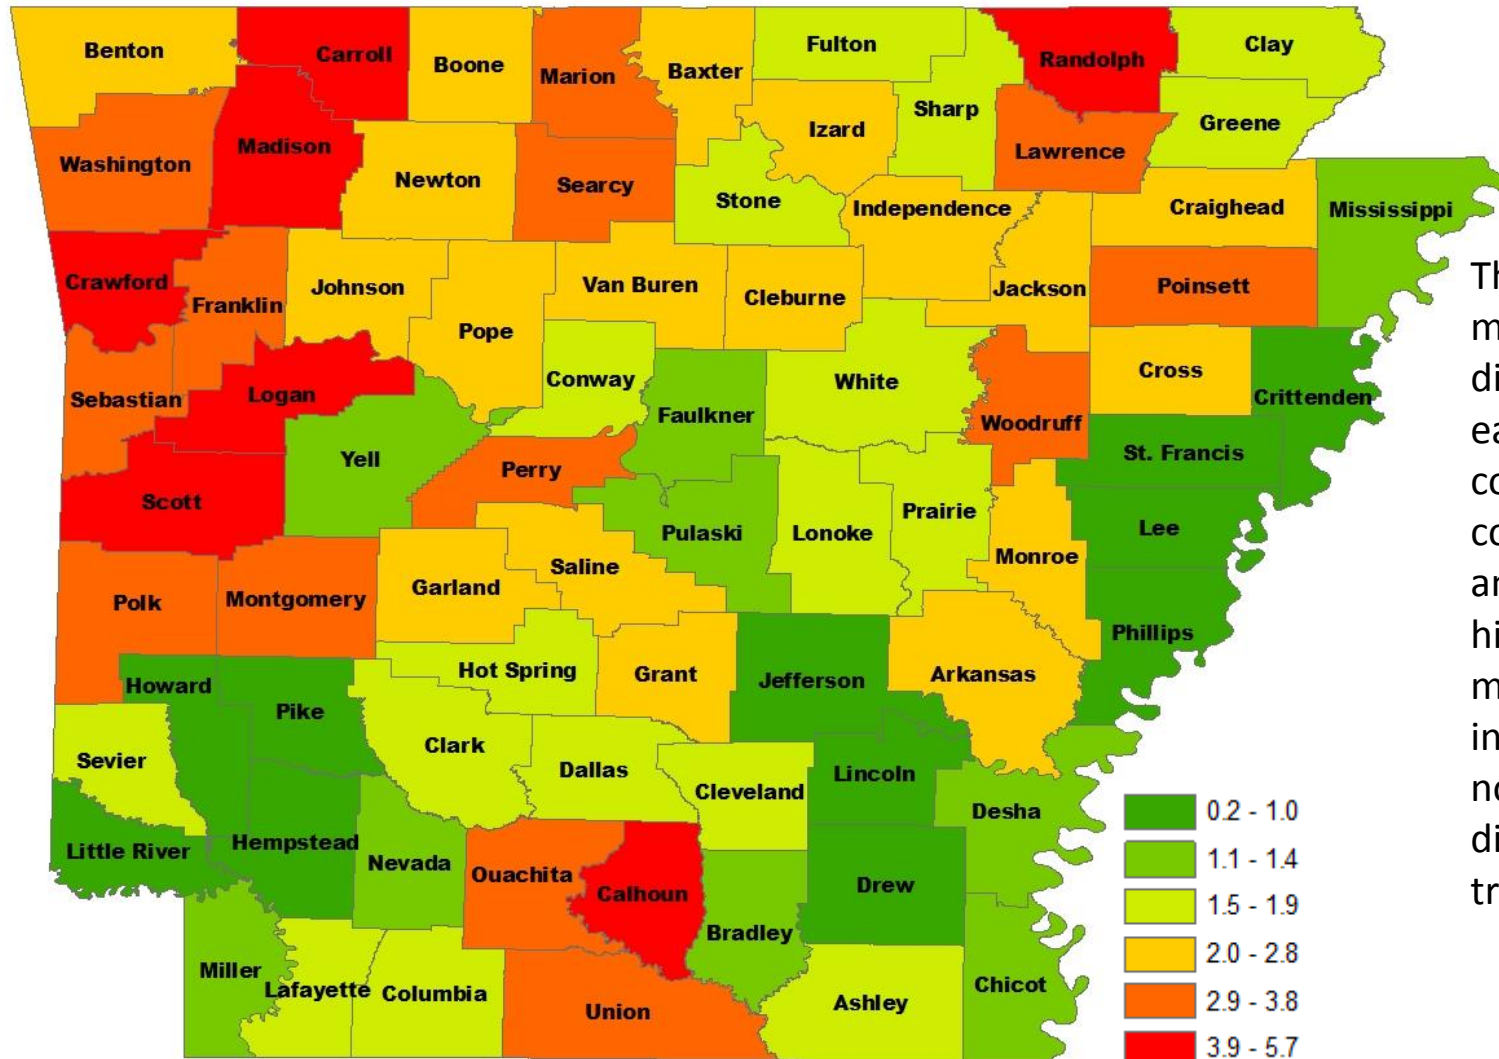 Benton
Carroll
Boone
Marion
Baxter
Fulton
Sharp
Randolph
Clay
Greene
Izard
Lawrence
Washington
Madison
Newton
Searcy
Stone
Independence
Craighead
Mississippi
Crawford
Franklin
Johnson
Pope
Van Buren
Cleburne
Jackson
Poinsett
Sebastian
Logan
Conway
Faulkner
White
Woodruff
Cross
Crittenden
St. Francis
Yell
Perry
Scott
Pulaski
Lonoke
Prairie
Monroe
Lee
Polk
Montgomery
Garland
Saline
Phillips
Howard
Pike
Hot Spring
Grant
Jefferson
Arkansas
Sevier
Clark
Dallas
Cleveland
Lincoln
Desha
Little River
Hempstead
Nevada
Ouachita
Calhoun
Bradley
Drew
Miller
Lafayette
Columbia
Union
Ashley
Chicot
0.2 - 1.0
1.1 - 1.4
1.5 - 1.9
2.0 - 2.8
2.9 - 3.8
3.9 - 5.7